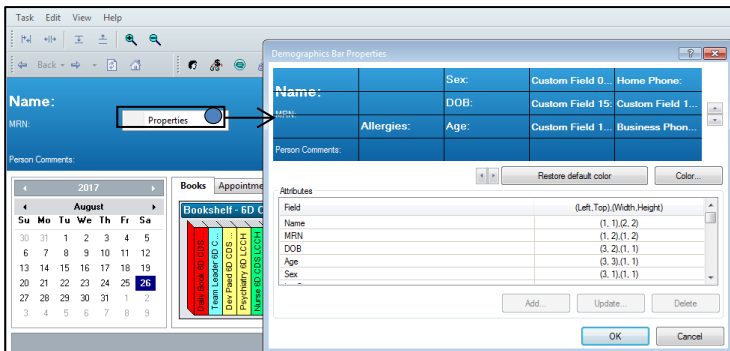 Task Edit View Help
Back
Name:
MRN:
Properties
Person Comments:
2017
August
Su Mo Tu We Th Fr Sa
30 31 1 2 3 4 5
6 7 8 9 10 11 12
13 14 15 16 17 18 19
20 21 22 23 24 25 26
27 28 29 30 31 1 2
3 4 5 6 7 8 9
Books Appointme
Bookshelf - 6D C
Daily Book 6D CDS
Team Leader 6D C...
Dev Paed 6D CDS ...
Psychiatry 6D LCCH
Nurse 6D CDS LCCH
Demographics Bar Properties
Name: Sex: Custom Field 0... Home Phone:
MRN: DOB: Custom Field 15: Custom Field 1...
Allergies: Age: Custom Field 1... Business Phon...
Person Comments:
Restore default color Color...
Attributes
Field (Left,Top),(Width,Height)
Name (1, 1),(2, 2)
MRN (1, 2),(1, 2)
DOB (3, 2),(1, 1)
Age (3, 3),(1, 1)
Sex (3, 1),(1, 1)
Add... Update... Delete
OK Cancel